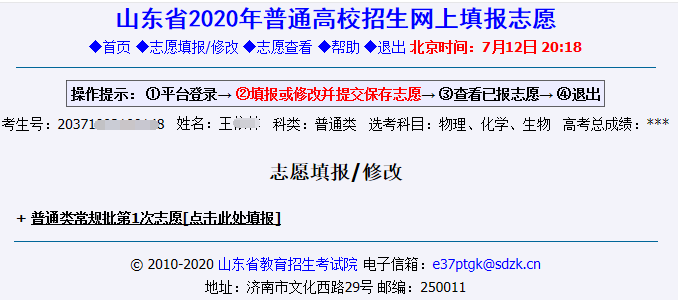 山东省2020年普通高校招生网上填报志愿
◆首页 ◆志愿填报/修改 ◆志愿查看 ◆帮助 ◆退出 北京时间：7月12日 20:18
操作提示：①平台登录→ ②填报或修改并提交保存志愿→ ③查看已报志愿→ ④退出
考生号：20371 8 姓名：王 科类：普通类 选考科目：物理、化学、生物 高考总成绩：***
志愿填报/修改
+ 普通类常规批第1次志愿[点击此处填报]
© 2010-2020 山东省教育招生考试院 电子信箱：e37ptgk@sdzk.cn
地址：济南市文化西路29号 邮编：250011